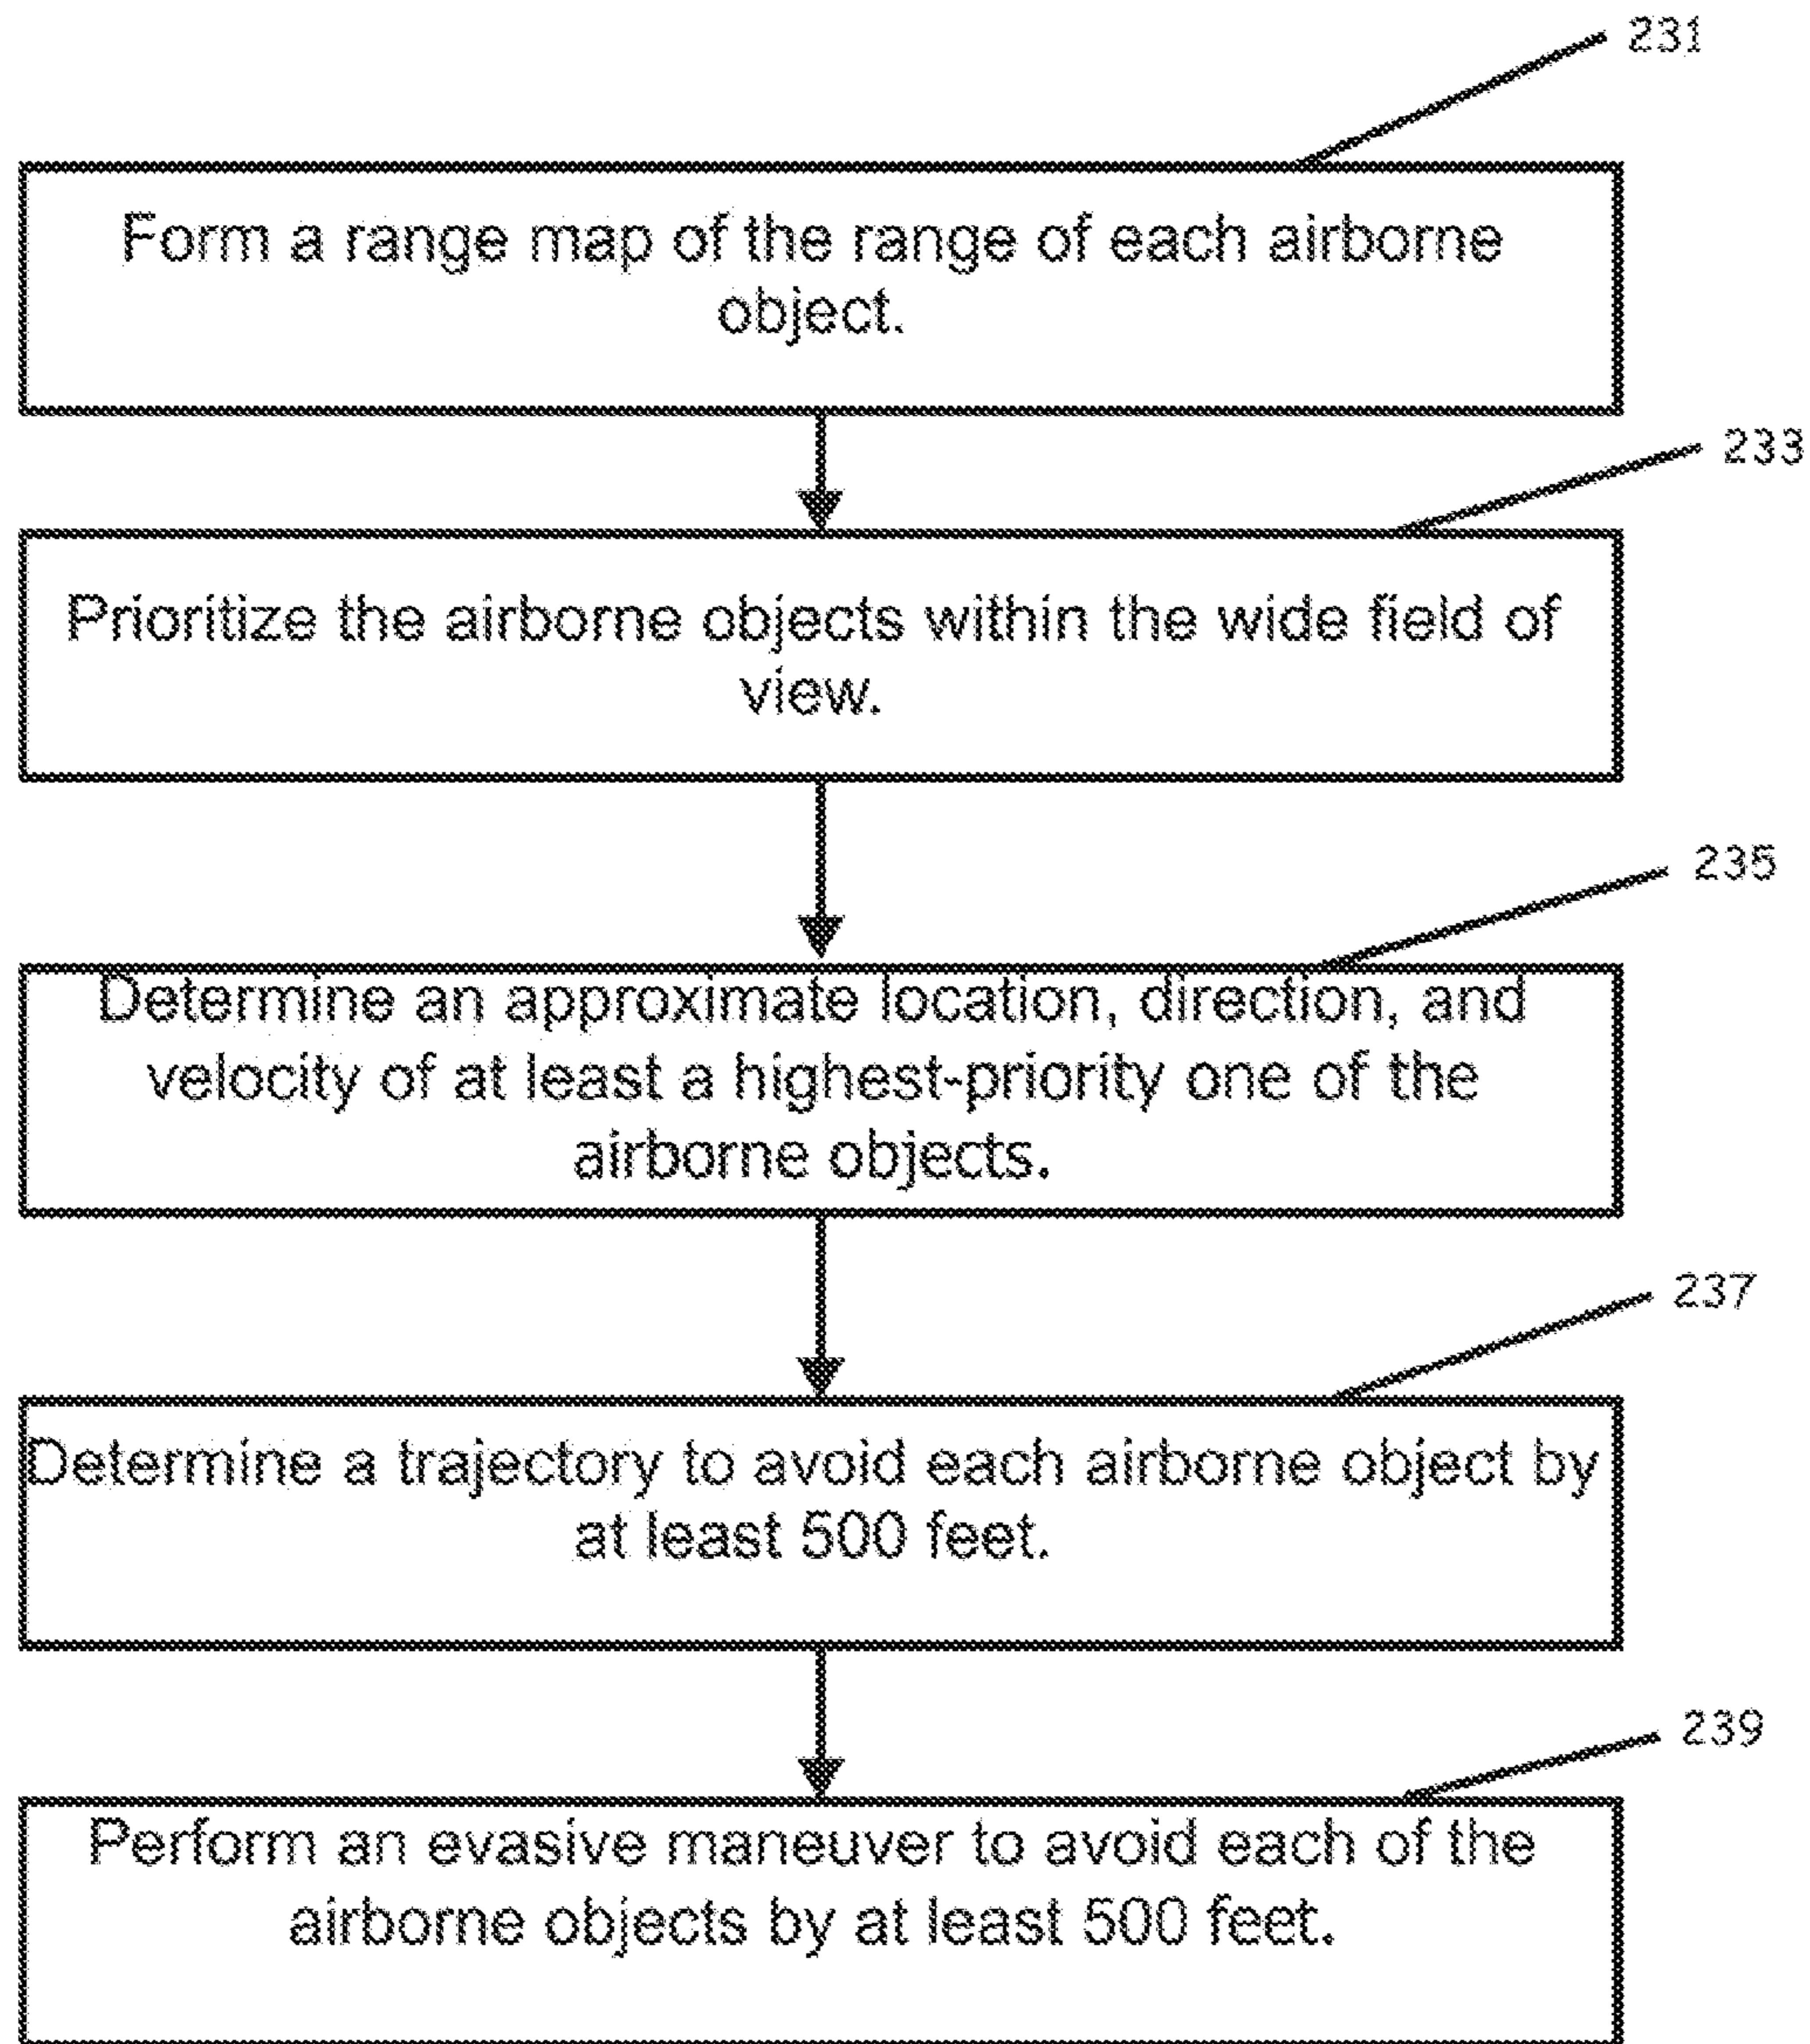 231
Form a range map of the range of each airborne
object.
233
Prioritize the airborne objects within the wide field of
view.
235
Determine an approximate location, direction, and
velocity of at least a highest-priority one of the
airborne objects.
237
Determine a trajectory to avoid each airborne object by
at least 500 feet.
239
Perform an evasive maneuver to avoid each of the
airborne objects by at least 500 feet.